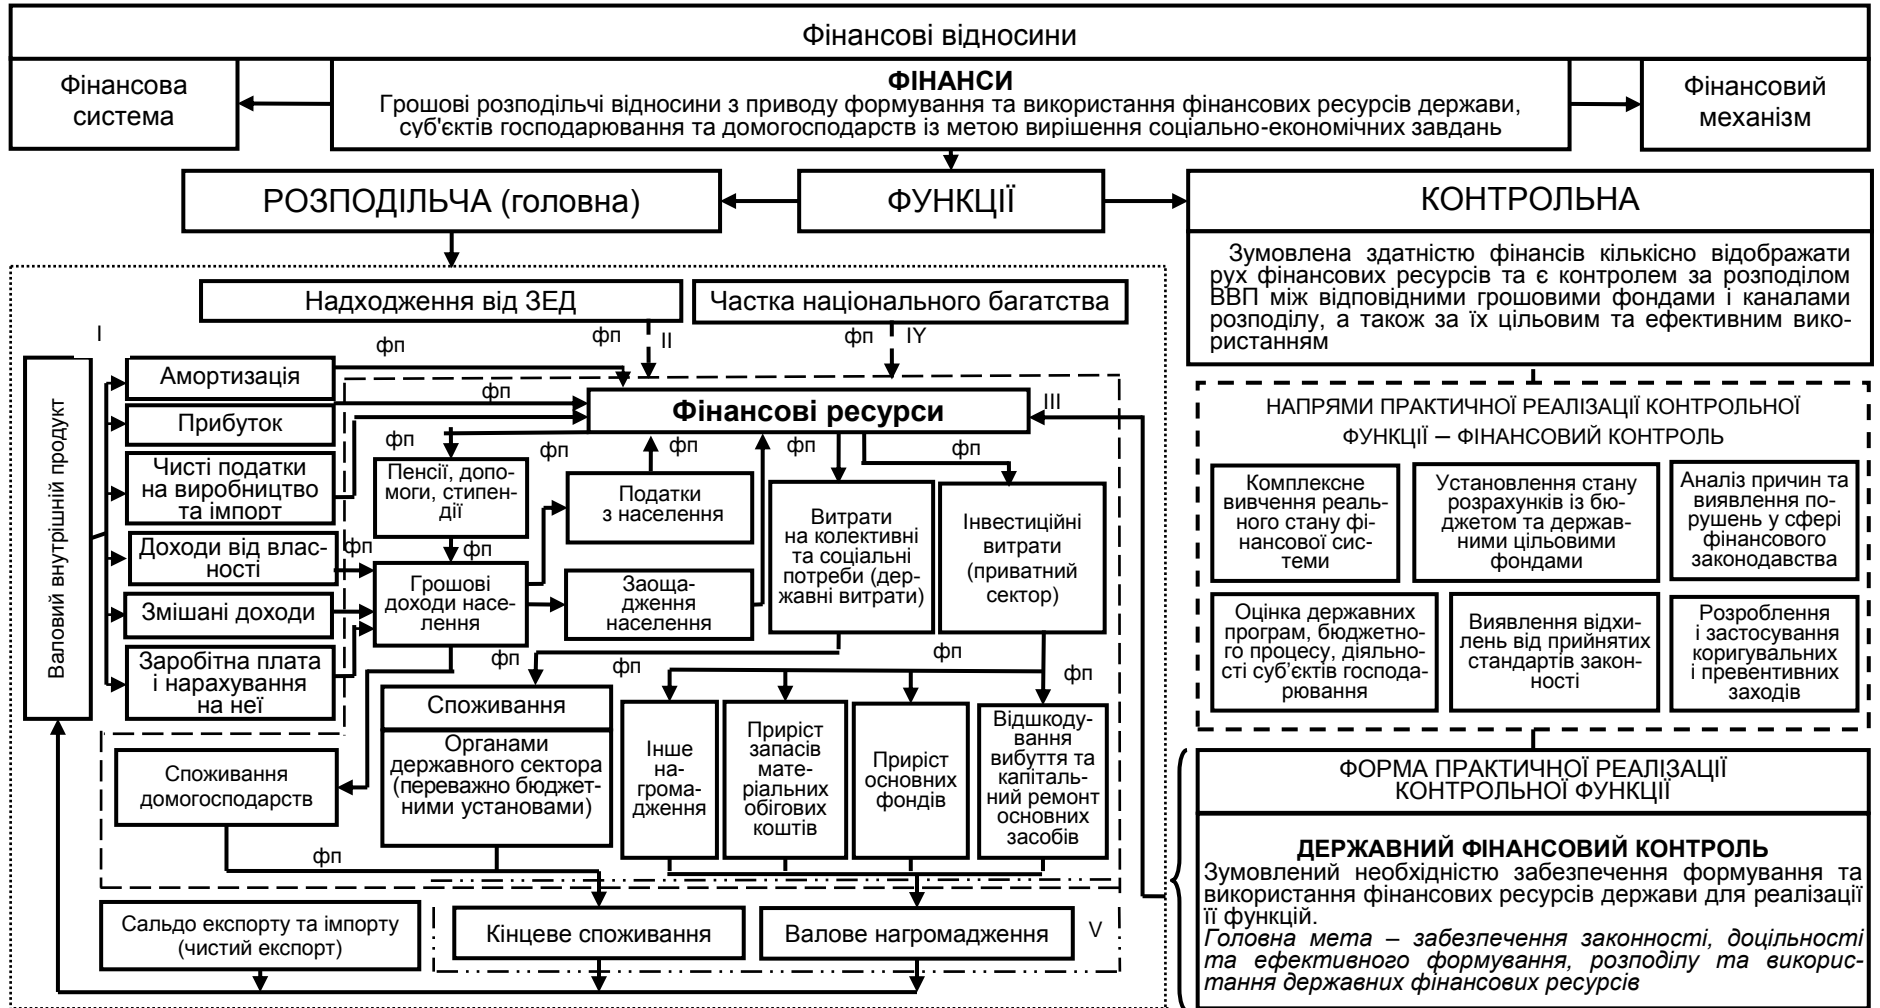 Фінансові відносини
Фінансова
система
ФІНАНСИ
Грошові розподільчі відносини з приводу формування та використання фінансових ресурсів держави,
суб'єктів господарювання та домогосподарств із метою вирішення соціально-економічних завдань
Фінансовий
механізм
РОЗПОДІЛЬЧА (головна)
ФУНКЦІЇ
КОНТРОЛЬНА
Зумовлена здатністю фінансів кількісно відображати
рух фінансових ресурсів та є контролем за розподілом
ВВП між відповідними грошовими фондами і каналами
розподілу, а також за їх цільовим та ефективним вико-
ристанням
Надходження від ЗЕД
Частка національного багатства
I
фп
фп
II
фп
IY
Валовий внутрішній продукт
Амортизація
Прибуток
Чисті податки
на виробництво
та імпорт
Доходи від влас-
ності
Змішані доходи
Заробітна плата
і нарахування
на неї
фп
Фінансові ресурси
III
фп
фп
фп
фп
фп
Пенсії, допо-
моги, стипен-
дії
Податки
з населення
Витрати
на колективні
та соціальні
потреби (дер-
жавні витрати)
Інвестиційні
витрати
(приватний
сектор)
фп
фп
Грошові
доходи насе-
лення
Заоща-
дження
населення
фп
фп
фп
фп
Споживання
Органами
державного сектора
(переважно бюджет-
ними установами)
Інше
на-
грома-
дження
Приріст
запасів
мате-
ріальних
обігових
коштів
Приріст
основних
фондів
Відшкоду-
вання
вибуття та
капіталь-
ний ремонт
основних
засобів
Споживання
домогосподарств
фп
фп
Сальдо експорту та імпорту
(чистий експорт)
Кінцеве споживання
Валове нагромадження
V
НАПРЯМИ ПРАКТИЧНОЇ РЕАЛІЗАЦІЇ КОНТРОЛЬНОЇ
ФУНКЦІЇ – ФІНАНСОВИЙ КОНТРОЛЬ
Комплексне
вивчення реаль-
ного стану фі-
нансової сис-
теми
Установлення стану
розрахунків із бю-
джетом та держав-
ними цільовими
фондами
Аналіз причин та
виявлення по-
рушень у сфері
фінансового
законодавства
Оцінка державних
програм, бюджетно-
го процесу, діяльно-
сті суб’єктів господа-
рювання
Виявлення відхи-
лень від прийнятих
стандартів закон-
ності
Розроблення
і застосування
коригувальних
і превентивних
заходів
ФОРМА ПРАКТИЧНОЇ РЕАЛІЗАЦІЇ
КОНТРОЛЬНОЇ ФУНКЦІЇ
ДЕРЖАВНИЙ ФІНАНСОВИЙ КОНТРОЛЬ
Зумовлений необхідністю забезпечення формування та
використання фінансових ресурсів держави для реалізації
її функцій.
Головна мета – забезпечення законності, доцільності
та ефективного формування, розподілу та викорис-
тання державних фінансових ресурсів